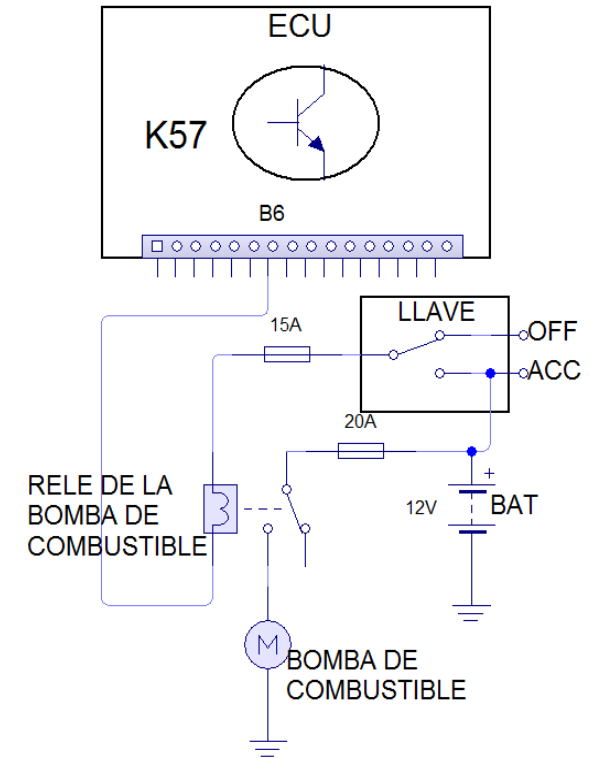 ECU
K57
B6
LLAVE
OFF
15A
ACC
20A
RELE DE LA
BOMBA DE
COMBUSTIBLE
+
12V
BAT
M
BOMBA DE
COMBUSTIBLE